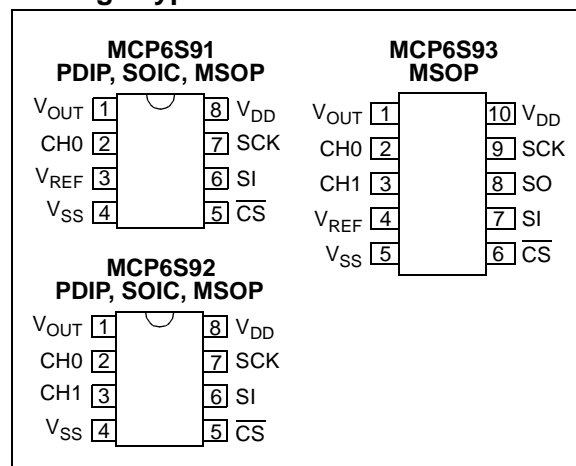 MCP6S91
PDIP, SOIC, MSOP
VOUT 1 8 VDD
CH0 2 7 SCK
VREF 3 6 SI
VSS 4 5 CS
MCP6S92
PDIP, SOIC, MSOP
VOUT 1 8 VDD
CH0 2 7 SCK
CH1 3 6 SI
VSS 4 5 CS
MCP6S93
MSOP
VOUT 1 10 VDD
CH0 2 9 SCK
CH1 3 8 SO
VREF 4 7 SI
VSS 5 6 CS